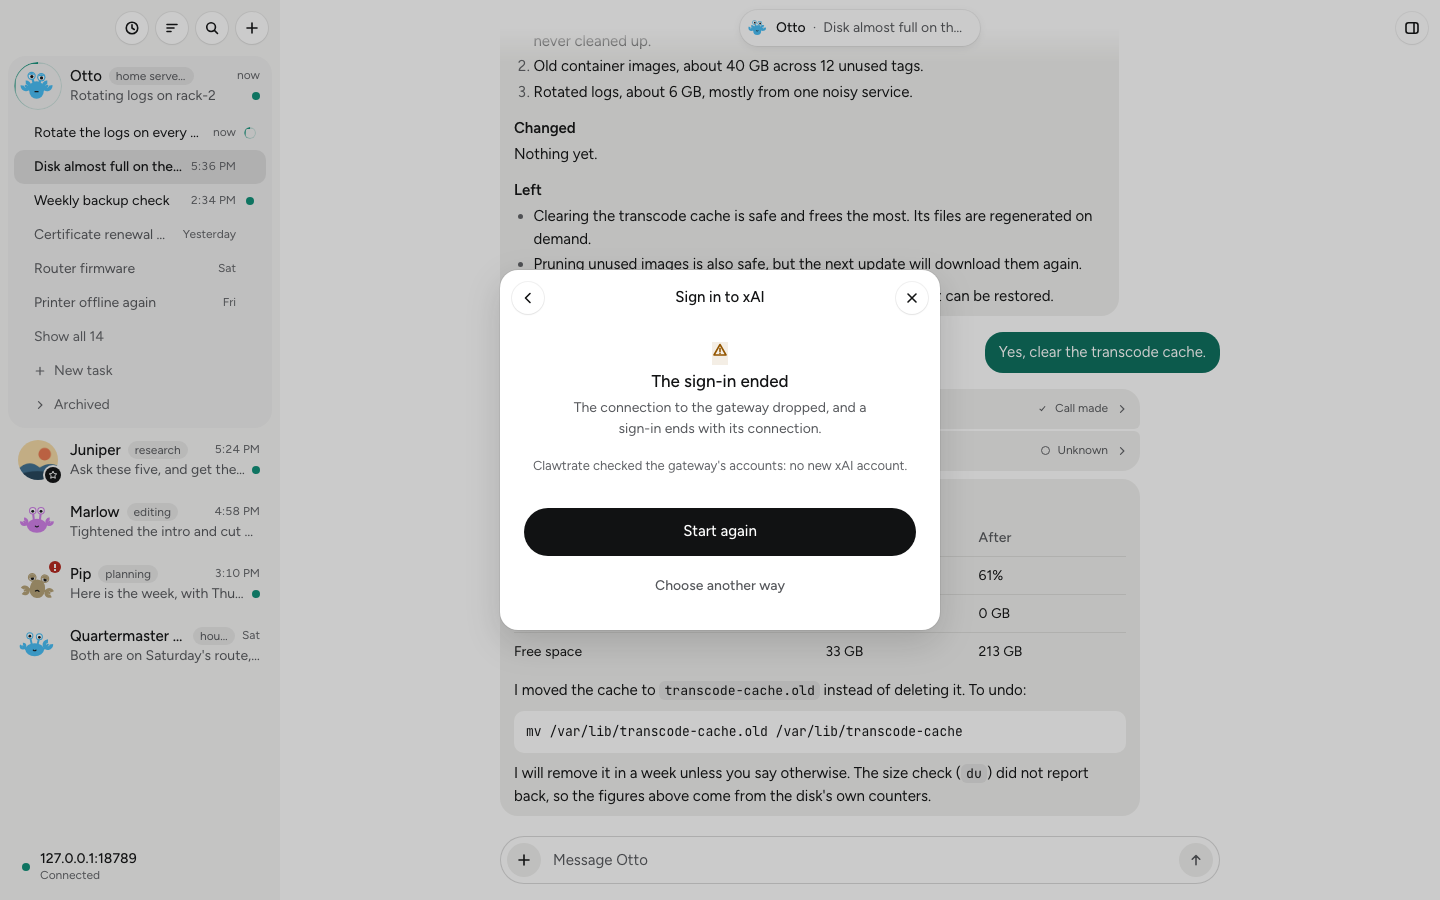 Otto
home serve...
now
Rotating logs on rack-2
Rotate the logs on every ...
now
Disk almost full on the...
5:36 PM
Weekly backup check
2:34 PM
Certificate renewal ...
Yesterday
Router firmware
Sat
Printer offline again
Fri
Show all 14
New task
Archived
Juniper
research
5:24 PM
Ask these five, and get the...
Marlow
editing
4:58 PM
Tightened the intro and cut ...
Pip
planning
3:10 PM
Here is the week, with Thu...
Quartermaster ...
hou...
Sat
Both are on Saturday's route,...
127.0.0.1:18789
Connected
Otto · Disk almost full on th...
never cleaned up.
2. Old container images, about 40 GB across 12 unused tags.
3. Rotated logs, about 6 GB, mostly from one noisy service.
Changed
Nothing yet.
Left
• Clearing the transcode cache is safe and frees the most. Its files are regenerated on
demand.
• Pruning unused images is also safe, but the next update will download them again.
can be restored.
Yes, clear the transcode cache.
Call made
Unknown
Sign in to xAI
The sign-in ended
The connection to the gateway dropped, and a
sign-in ends with its connection.
Clawtrate checked the gateway's accounts: no new xAI account.
Start again
Choose another way
After
61%
0 GB
Free space
33 GB
213 GB
I moved the cache to transcode-cache.old instead of deleting it. To undo:
mv /var/lib/transcode-cache.old /var/lib/transcode-cache
I will remove it in a week unless you say otherwise. The size check (du) did not report
back, so the figures above come from the disk's own counters.
Message Otto